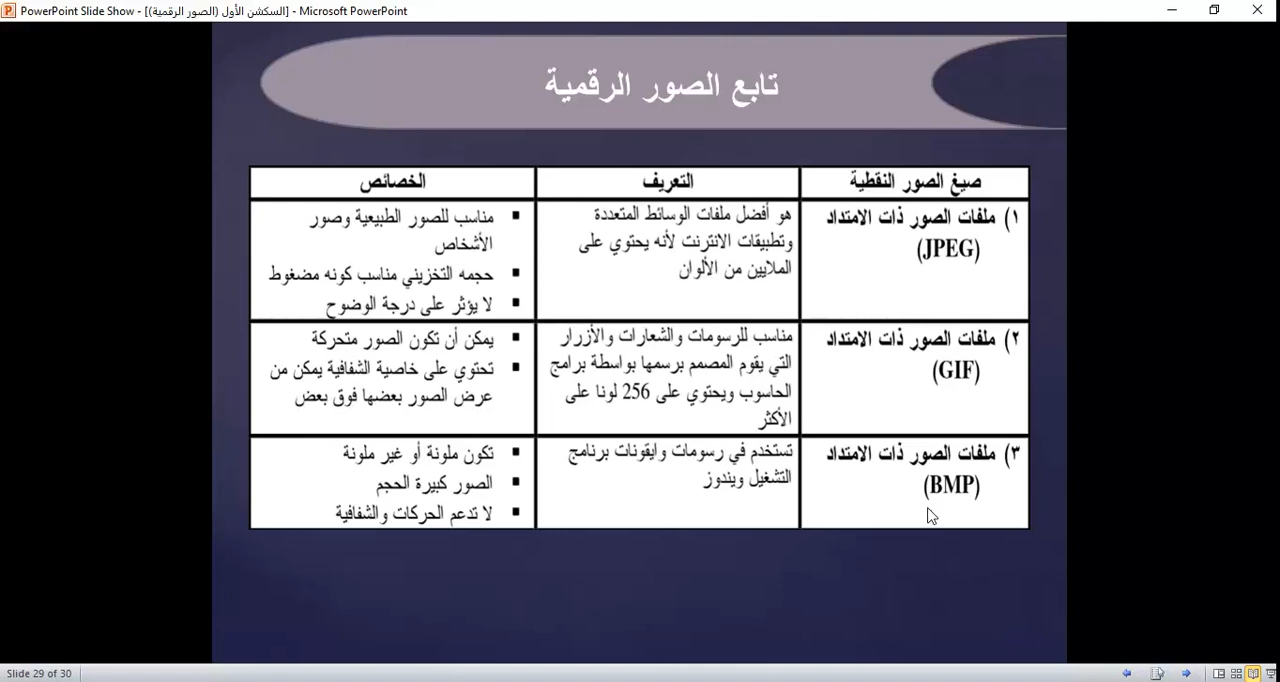 PowerPoint Slide Show - [السكشن الأول (الصور الرقمية)] - Microsoft PowerPoint
تابع الصور الرقمية
صيغ الصور النقطية
التعريف
الخصائص
١) ملفات الصور ذات الامتداد
(JPEG)
هو أفضل ملفات الوسائط المتعددة
وتطبيقات الانترنت لأنه يحتوي على
الملايين من الألوان
▪ مناسب للصور الطبيعية وصور
الأشخاص
▪ حجمه التخزيني مناسب كونه مضغوط
▪ لا يؤثر على درجة الوضوح
٢) ملفات الصور ذات الامتداد
(GIF)
مناسب للرسومات والشعارات والأزرار
التي يقوم المصمم برسمها بواسطة برامج
الحاسوب ويحتوي على 256 لونا على
الأكثر
▪ يمكن أن تكون الصور متحركة
▪ تحتوي على خاصية الشفافية يمكن من
عرض الصور بعضها فوق بعض
٣) ملفات الصور ذات الامتداد
(BMP)
تستخدم في رسومات وايقونات برنامج
التشغيل ويندوز
▪ تكون ملونة أو غير ملونة
▪ الصور كبيرة الحجم
▪ لا تدعم الحركات والشفافية
Slide 29 of 30